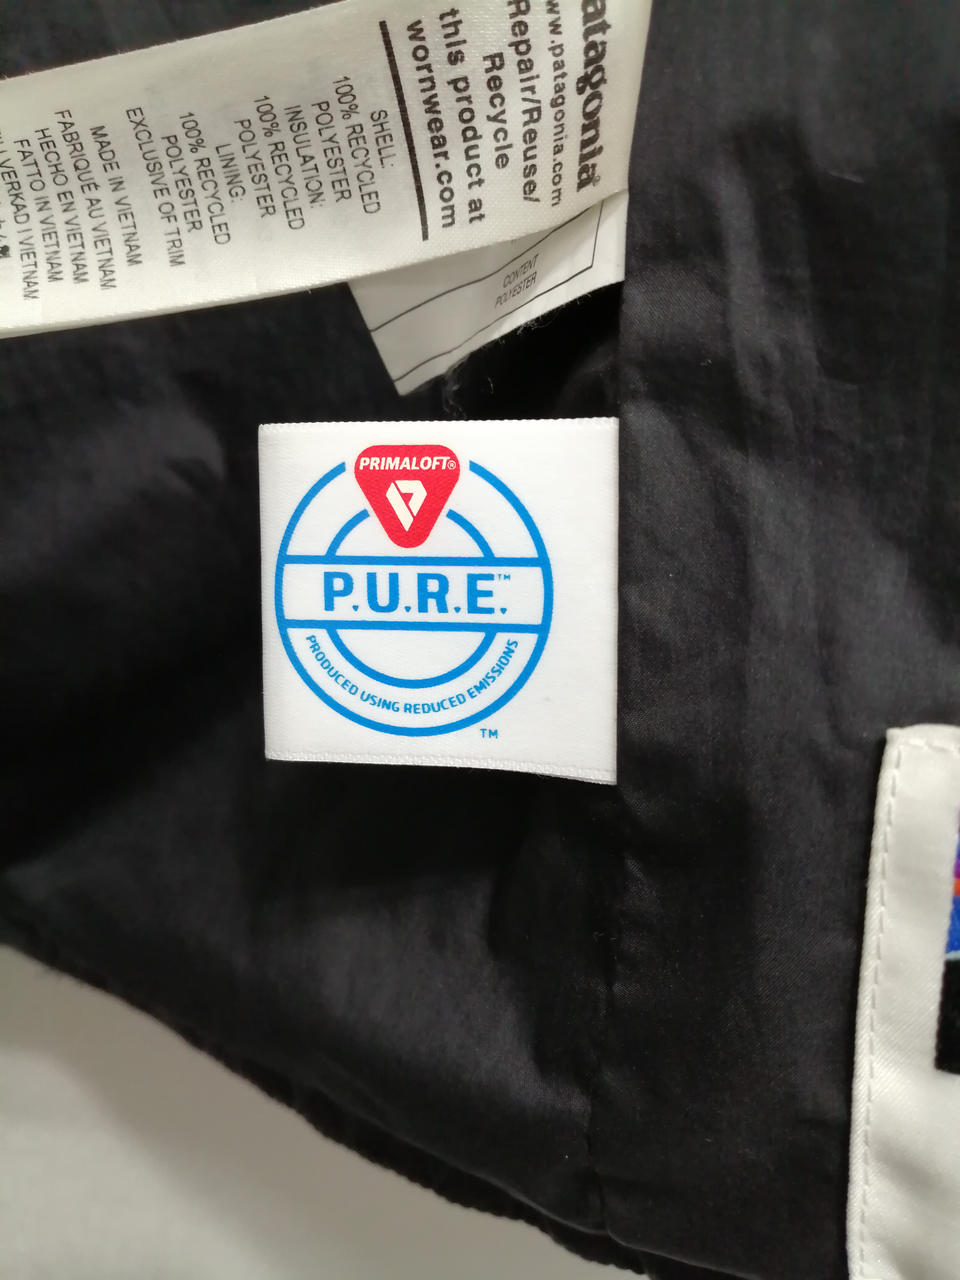 patagonia®
www.patagonia.com
Repair/Reuse/
Recycle
this product at
wornwear.com
SHELL:
100% RECYCLED
POLYESTER
INSULATION:
100% RECYCLED
POLYESTER
LINING:
100% RECYCLED
POLYESTER
EXCLUSIVE OF TRIM
MADE IN VIETNAM
FABRIQUÉ AU VIETNAM
HECHO EN VIETNAM
FATTO IN VIETNAM
VIETNAM
CONTENT
POLYESTER
PRIMALOFT®
P.U.R.E.™
PRODUCED USING REDUCED EMISSIONS
TM